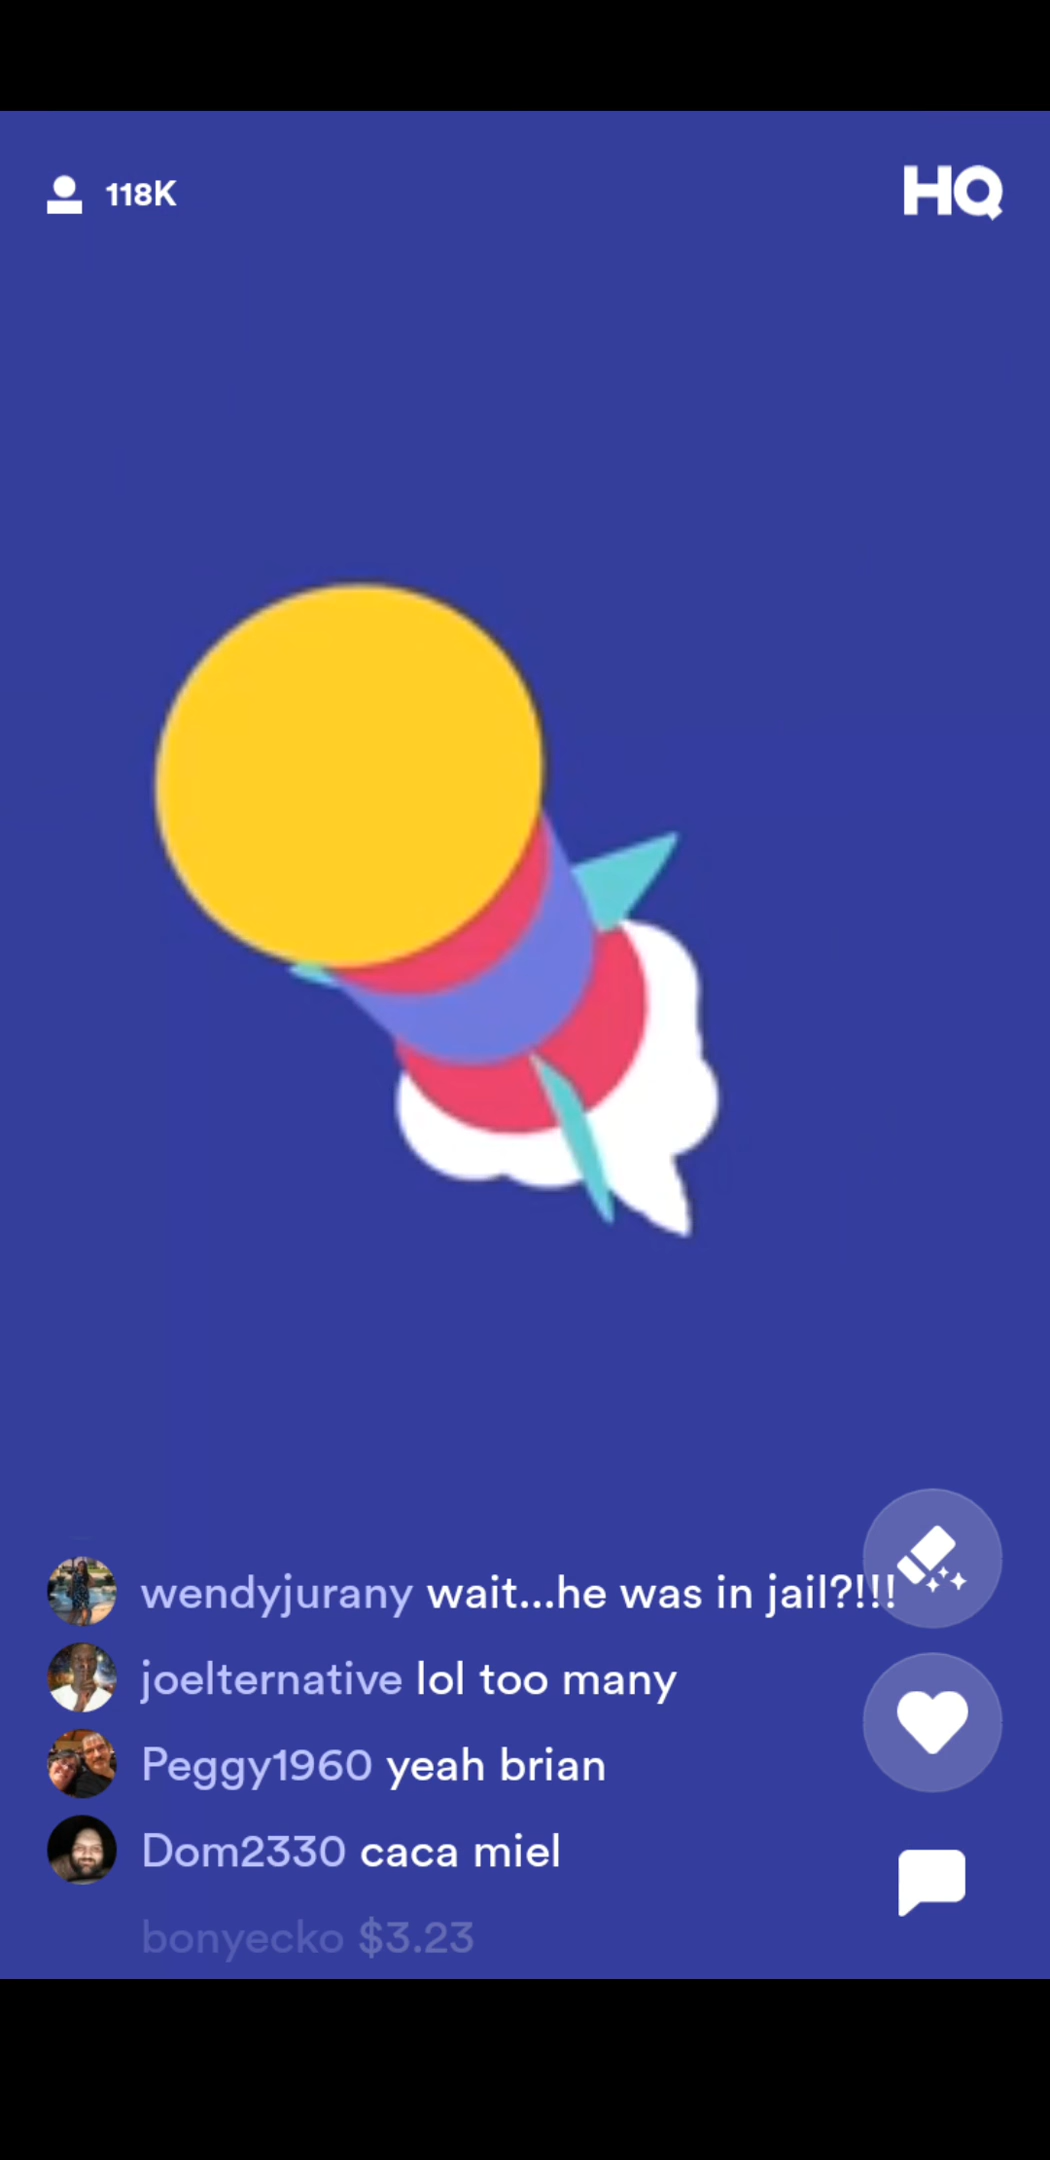 118K
HQ
wendyjurany wait...he was in jail?!!!
joelternative lol too many
Peggy1960 yeah brian
Dom2330 caca miel
bonyecko $3.23